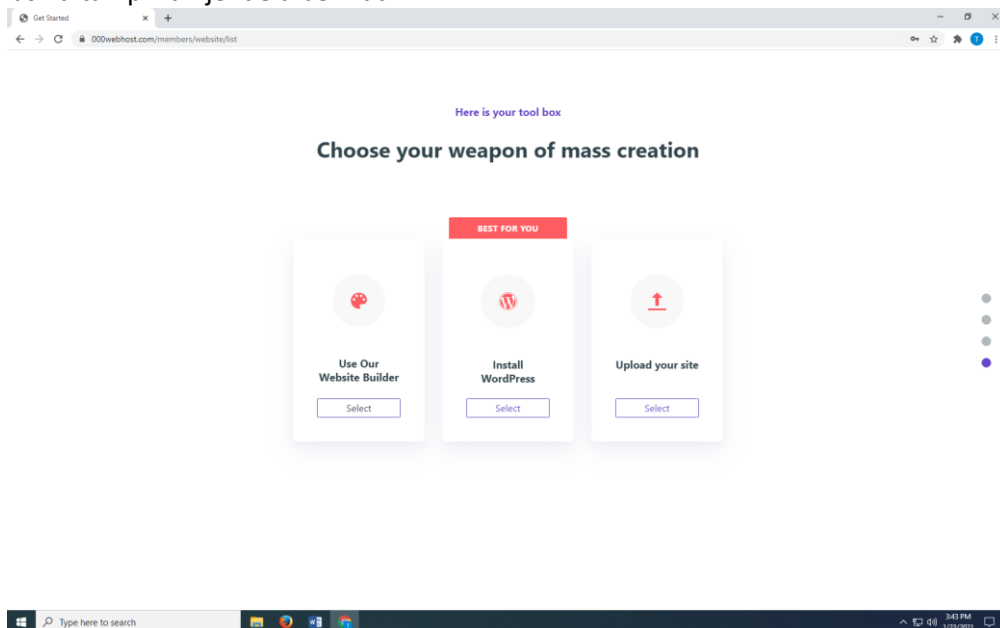 Get Started
000webhost.com/members/website/list
T
Here is your tool box
Choose your weapon of mass creation
BEST FOR YOU
Use Our
Website Builder
Select
Install
WordPress
Select
Upload your site
Select
Type here to search
3:43 PM